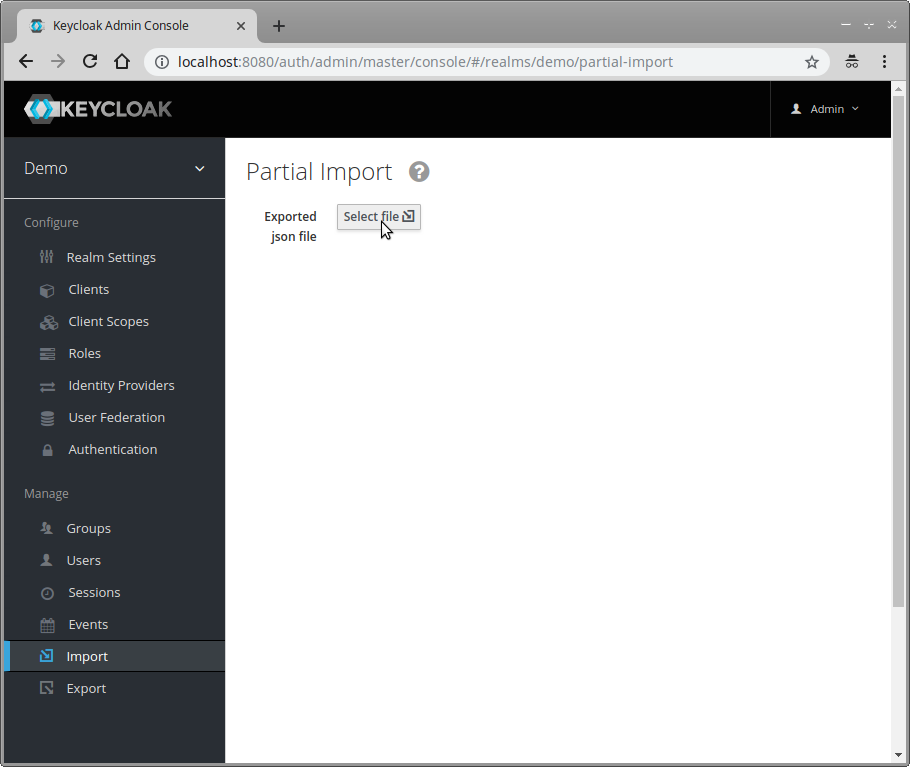 Keycloak Admin Console
localhost:8080/auth/admin/master/console/#/realms/demo/partial-import
KEYCLOAK
Admin
Demo
Configure
Realm Settings
Clients
Client Scopes
Roles
Identity Providers
User Federation
Authentication
Manage
Groups
Users
Sessions
Events
Import
Export
Partial Import ?
Exported
json file
Select file